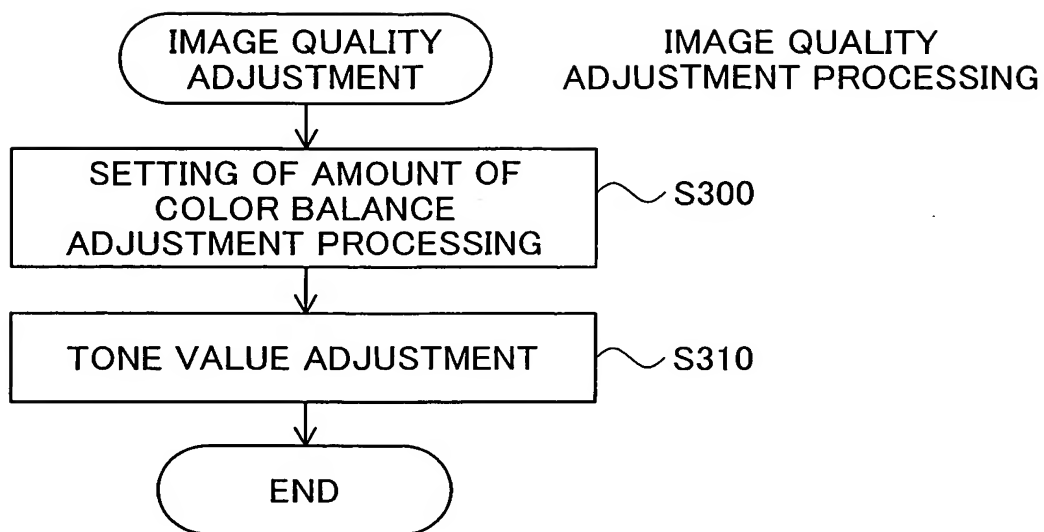 IMAGE QUALITY
ADJUSTMENT
IMAGE QUALITY
ADJUSTMENT PROCESSING
SETTING OF AMOUNT OF
COLOR BALANCE
ADJUSTMENT PROCESSING
S300
TONE VALUE ADJUSTMENT
S310
END